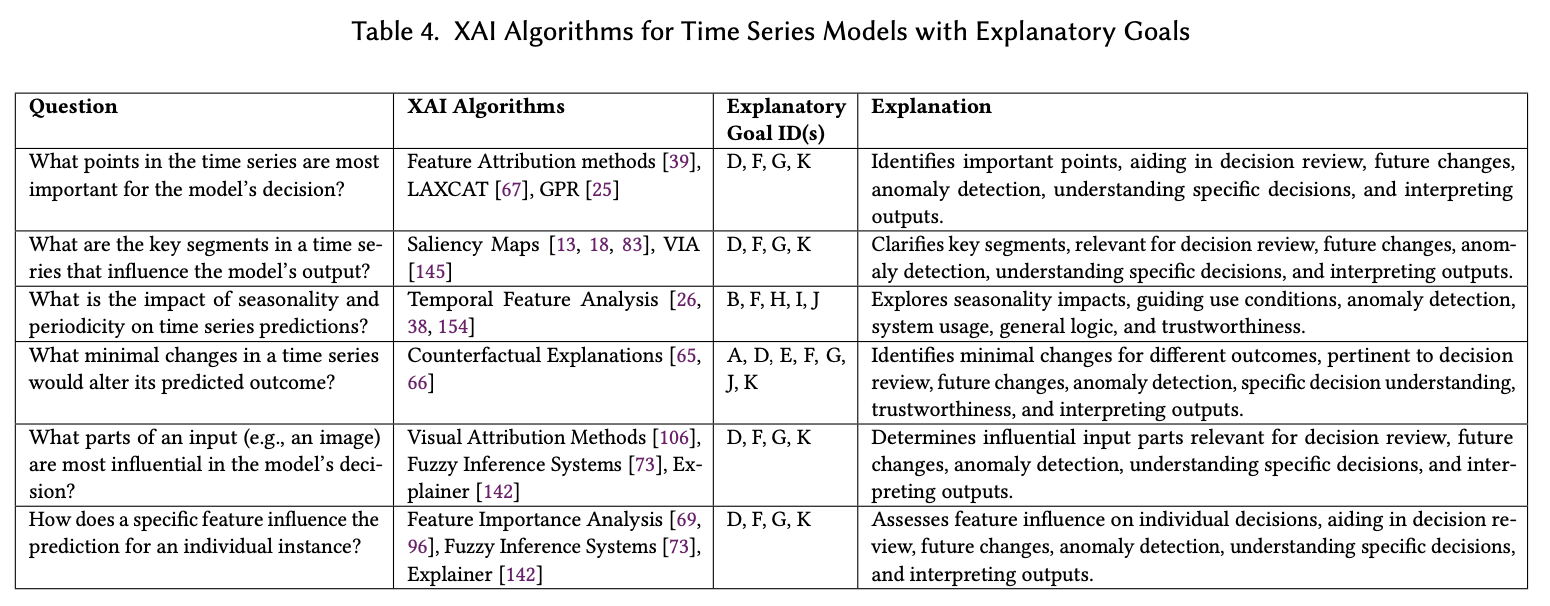 Table 4. XAI Algorithms for Time Series Models with Explanatory Goals
Question
XAI Algorithms
Explanatory
Goal ID(s)
Explanation
What points in the time series are most
important for the model's decision?
Feature Attribution methods [39],
LAXCAT [67], GPR [25]
D, F, G, K
Identifies important points, aiding in decision review, future changes,
anomaly detection, understanding specific decisions, and interpreting
outputs.
What are the key segments in a time se-
ries that influence the model's output?
Saliency Maps [13, 18, 83], VIA
[145]
D, F, G, K
Clarifies key segments, relevant for decision review, future changes, anom-
aly detection, understanding specific decisions, and interpreting outputs.
What is the impact of seasonality and
periodicity on time series predictions?
Temporal Feature Analysis [26,
38, 154]
B, F, H, I, J
Explores seasonality impacts, guiding use conditions, anomaly detection,
system usage, general logic, and trustworthiness.
What minimal changes in a time series
would alter its predicted outcome?
Counterfactual Explanations [65,
66]
A, D, E, F, G,
J, K
Identifies minimal changes for different outcomes, pertinent to decision
review, future changes, anomaly detection, specific decision understanding,
trustworthiness, and interpreting outputs.
What parts of an input (e.g., an image)
are most influential in the model's deci-
sion?
Visual Attribution Methods [106],
Fuzzy Inference Systems [73], Ex-
plainer [142]
D, F, G, K
Determines influential input parts relevant for decision review, future
changes, anomaly detection, understanding specific decisions, and inter-
preting outputs.
How does a specific feature influence the
prediction for an individual instance?
Feature Importance Analysis [69,
96], Fuzzy Inference Systems [73],
Explainer [142]
D, F, G, K
Assesses feature influence on individual decisions, aiding in decision re-
view, future changes, anomaly detection, understanding specific decisions,
and interpreting outputs.